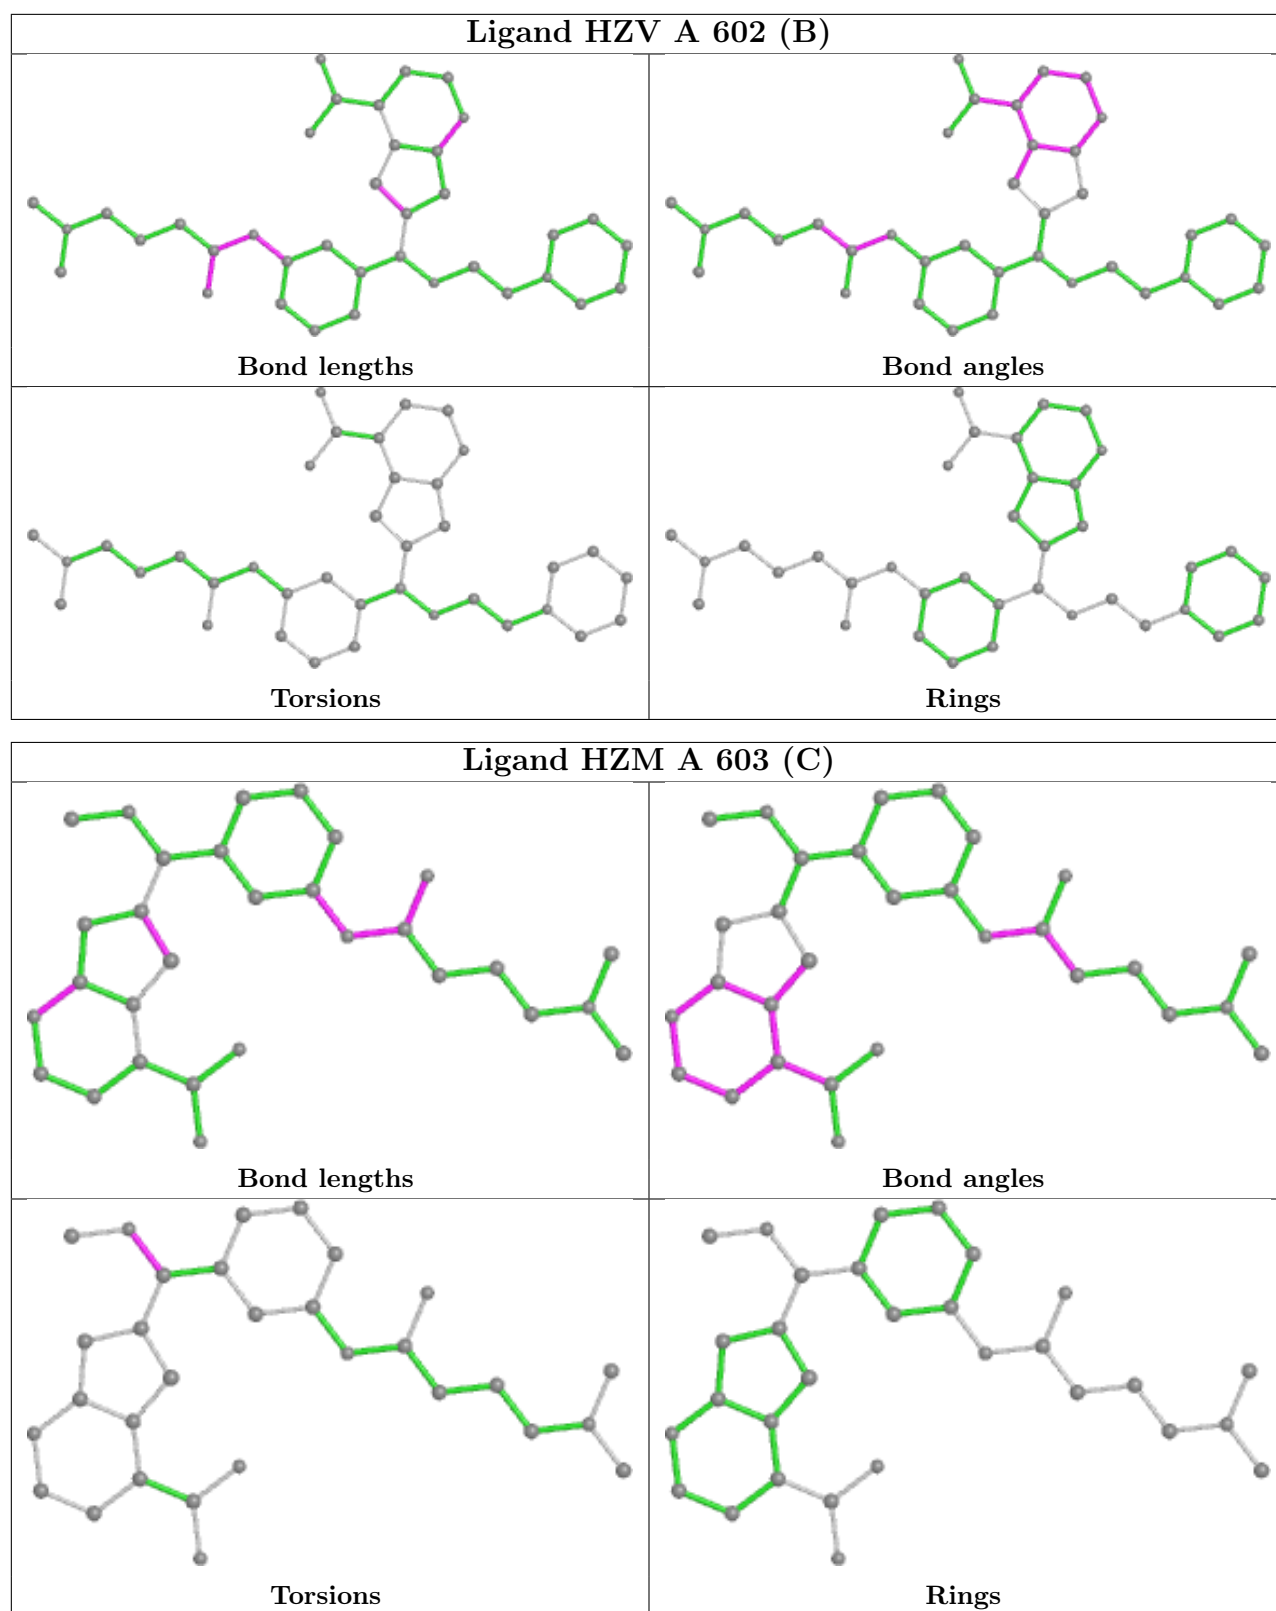 Ligand HZV A 602 (B)
Bond lengths
Bond angles
Torsions
Rings
Ligand HZM A 603 (C)
Bond lengths
Bond angles
Torsions
Rings